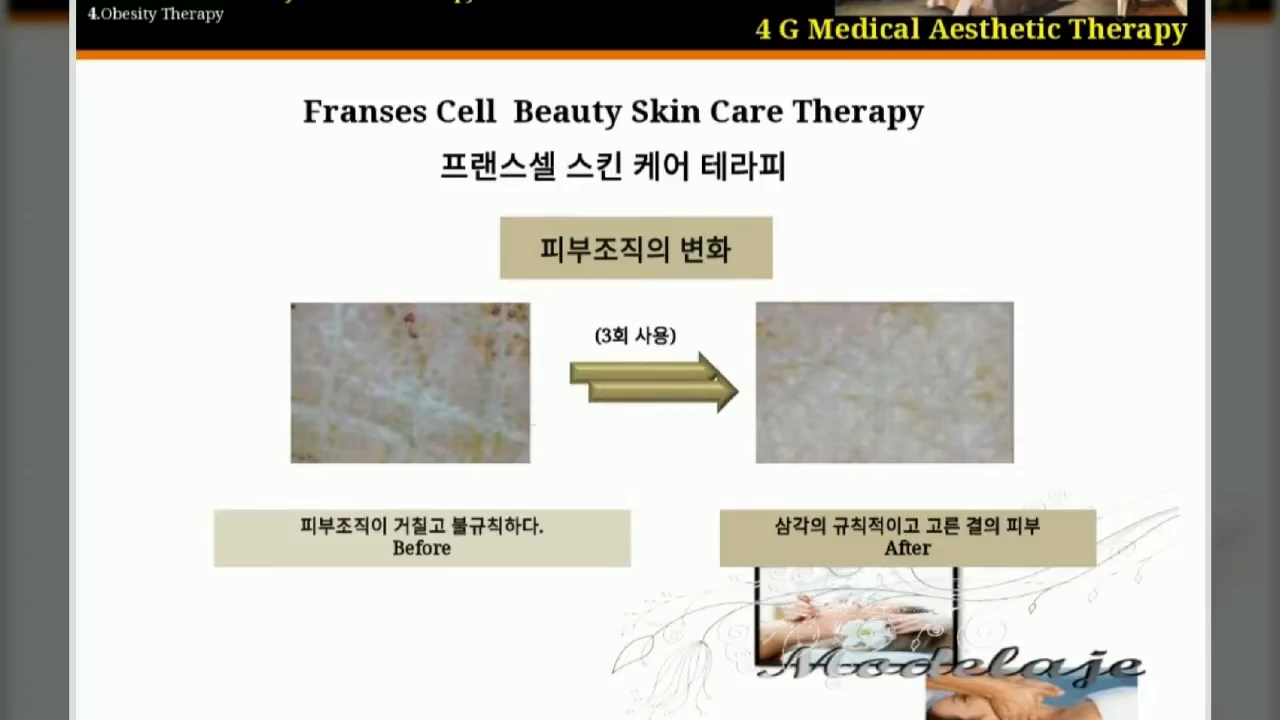 4.Obesity Therapy
4 G Medical Aesthetic Therapy
Franses Cell Beauty Skin Care Therapy
프랜스셀 스킨 케어 테라피
피부조직의 변화
(3회 사용)
피부조직이 거칠고 불규칙하다.
Before
삼각의 규칙적이고 고른 결의 피부
After
Modelaje